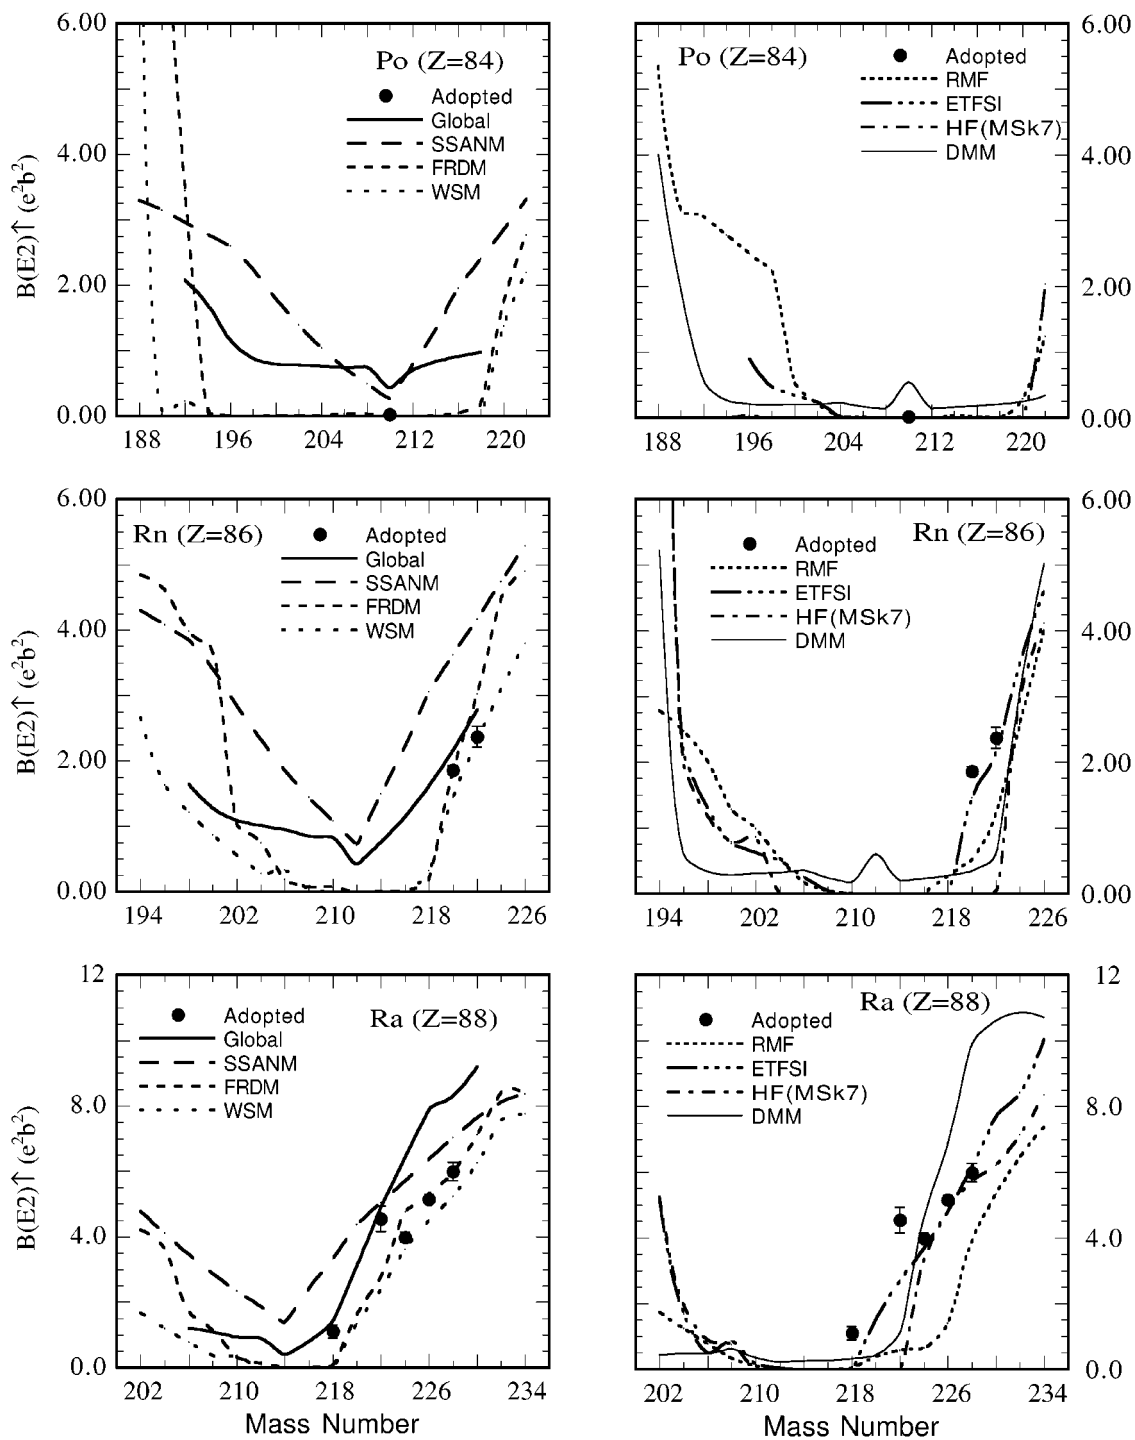 6.00
4.00
2.00
0.00
B(E2)↑ (e²b²)
Po (Z=84)
Adopted
Global
SSANM
FRDM
WSM
188 196 204 212 220
Po (Z=84)
Adopted
RMF
ETFSI
HF(MSk7)
DMM
6.00
4.00
2.00
0.00
188 196 204 212 220
6.00
4.00
2.00
0.00
B(E2)↑ (e²b²)
Rn (Z=86)
Adopted
Global
SSANM
FRDM
WSM
194 202 210 218 226
Rn (Z=86)
Adopted
RMF
ETFSI
HF(MSk7)
DMM
6.00
4.00
2.00
0.00
194 202 210 218 226
12
8.0
4.0
0.0
B(E2)↑ (e²b²)
Ra (Z=88)
Adopted
Global
SSANM
FRDM
WSM
202 210 218 226 234
Mass Number
Ra (Z=88)
Adopted
RMF
ETFSI
HF(MSk7)
DMM
12
8.0
4.0
0.0
202 210 218 226 234
Mass Number